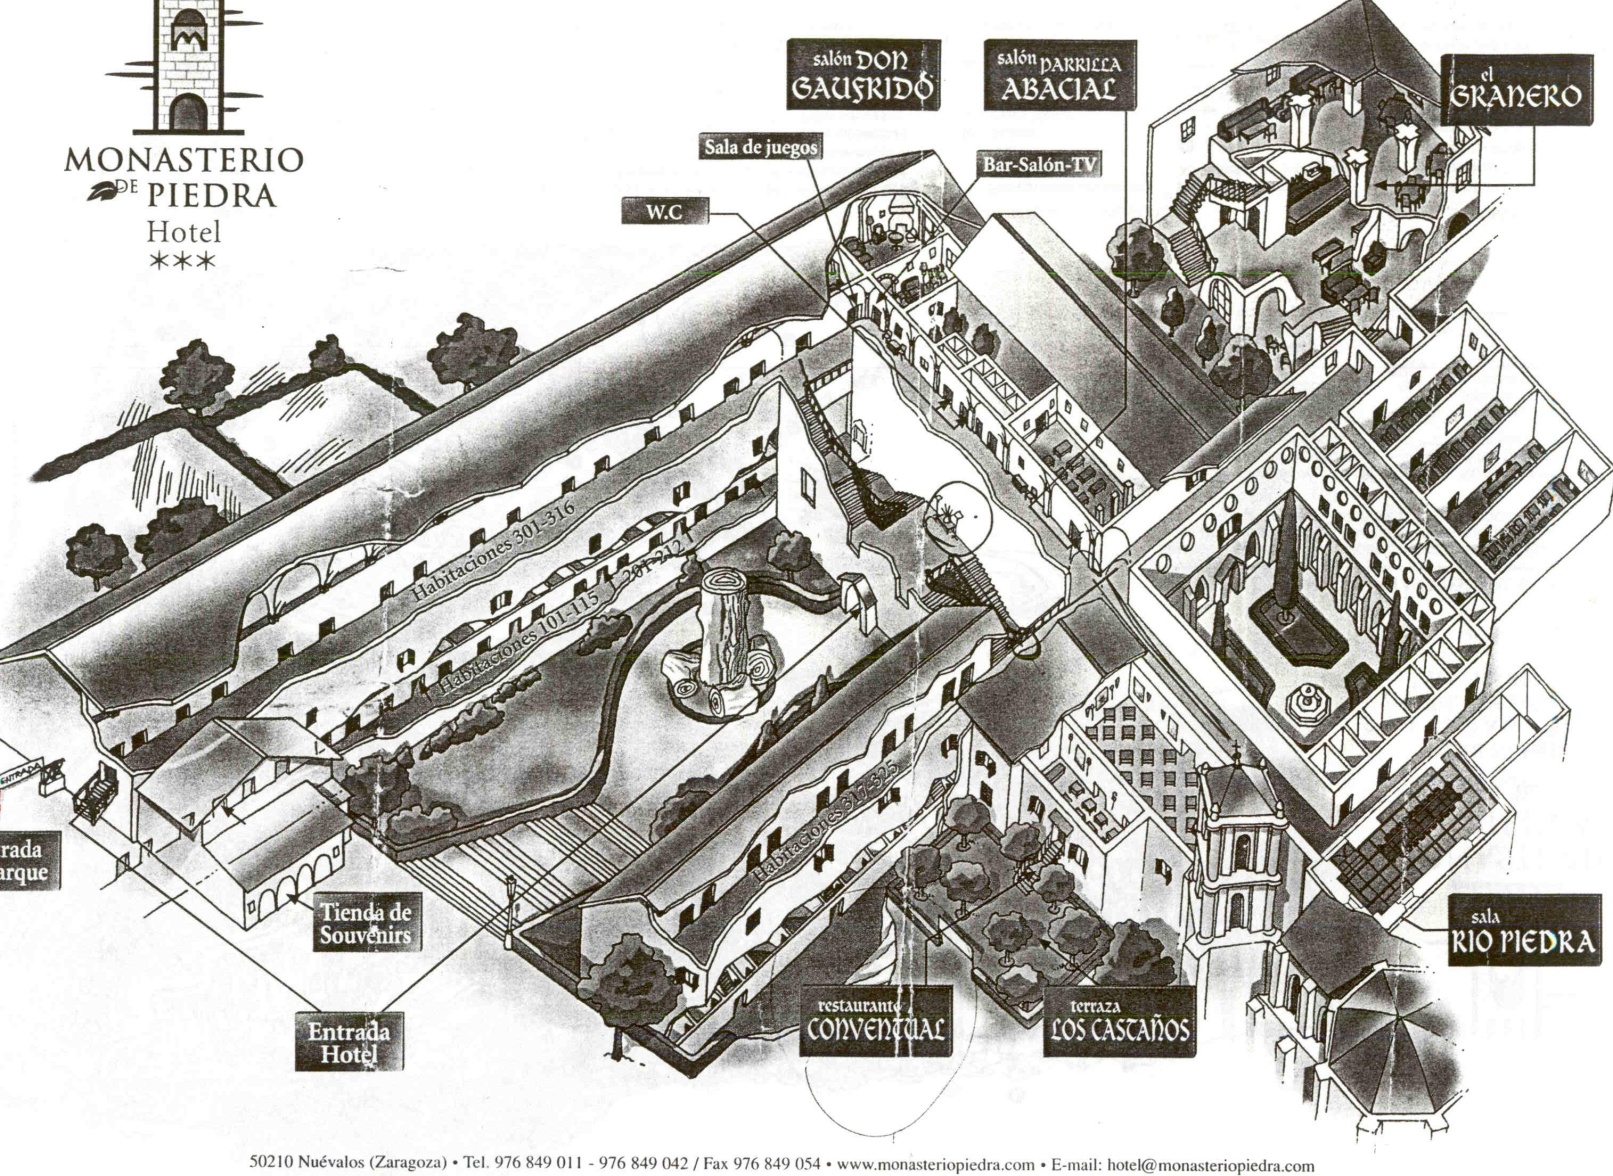 M
MONASTERIO
DE PIEDRA
Hotel
***
salón DON
GAUFRIDO
salón PARRILLA
ABACIAL
el
GRANERO
Sala de juegos
Bar-Salón-TV
W.C
Habitaciones 301-316
Habitaciones 101-115 201-212
Habitaciones 317-325
ENTRADA
rada
arque
Tienda de
Souvenirs
Entrada
Hotel
restaurante
CONVENTUAL
terraza
LOS CASTAÑOS
sala
RIO PIEDRA
50210 Nuévalos (Zaragoza) • Tel. 976 849 011 - 976 849 042 / Fax 976 849 054 • www.monasteriopiedra.com • E-mail: hotel@monasteriopiedra.com